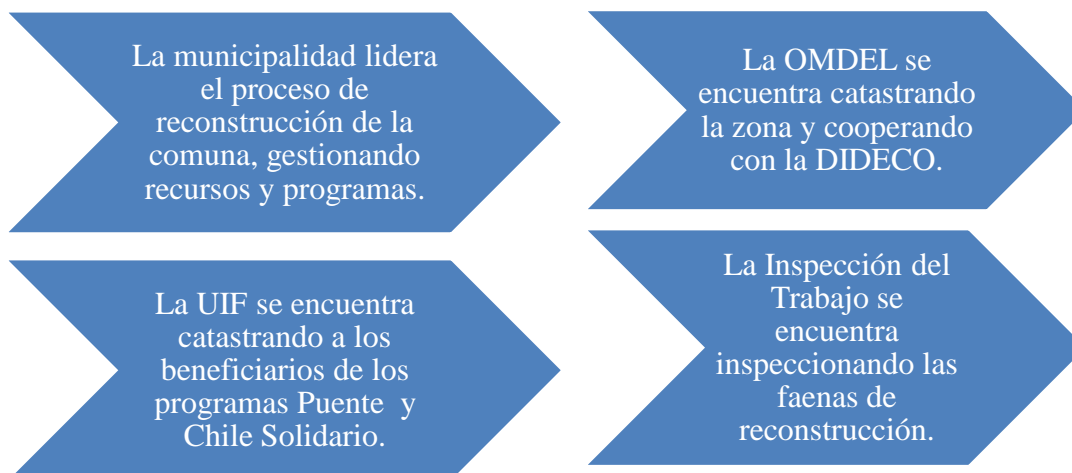 La municipalidad lidera
el proceso de
reconstrucción de la
comuna, gestionando
recursos y programas.
La OMDEL se
encuentra catastrando
la zona y cooperando
con la DIDECO.
La UIF se encuentra
catastrando a los
beneficiarios de los
programas Puente  y
Chile Solidario.
La Inspección del
Trabajo se
encuentra
inspeccionando las
faenas de
reconstrucción.